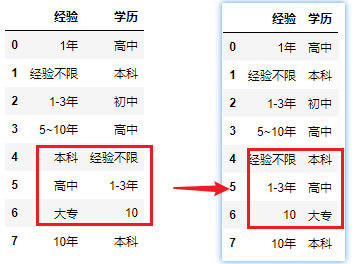 经验 学历
0 1年 高中
1 经验不限 本科
2 1-3年 初中
3 5~10年 高中
4 本科 经验不限
5 高中 1-3年
6 大专 10
7 10年 本科
经验 学历
0 1年 高中
1 经验不限 本科
2 1-3年 初中
3 5~10年 高中
4 经验不限 本科
5 1-3年 高中
6 10 大专
7 10年 本科